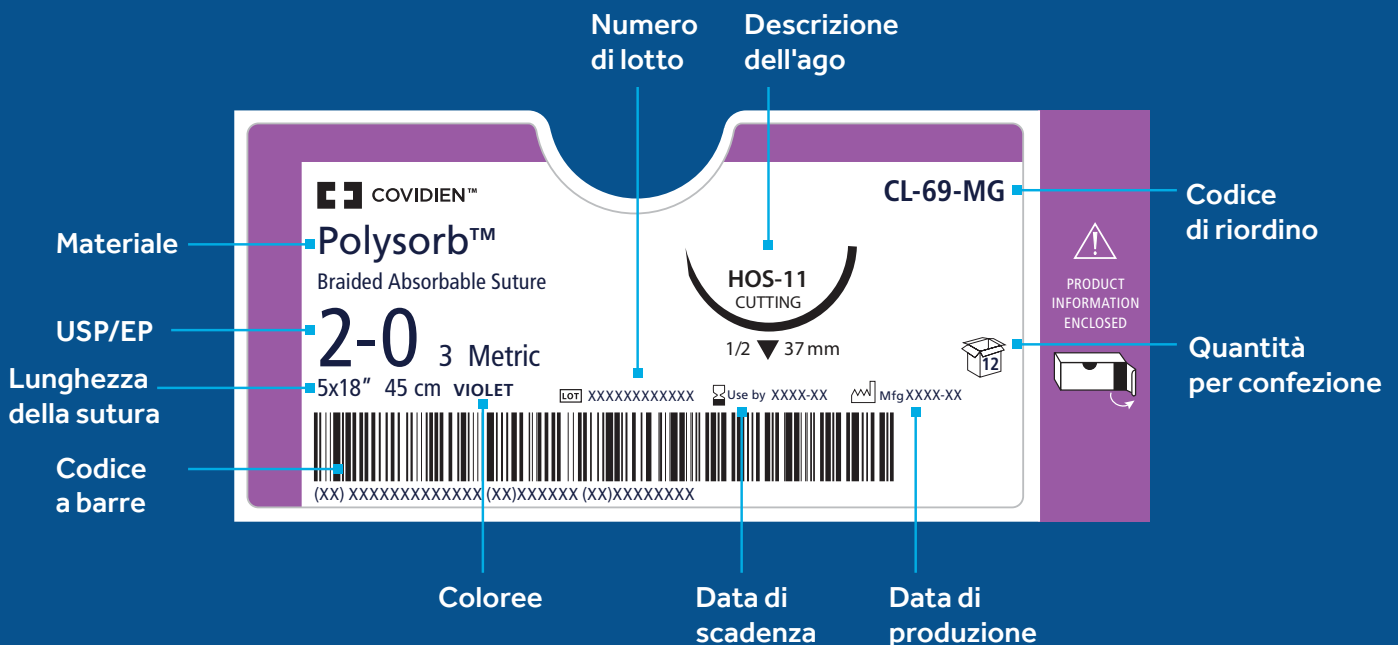 Numero
di lotto
Descrizione
dell'ago
COVIDIEN™
CL-69-MG
Codice
di riordino
Materiale
Polysorb™
Braided Absorbable Suture
HOS-11
CUTTING
PRODUCT
INFORMATION
ENCLOSED
USP/EP
2-0 3 Metric
1/2 37 mm
12
Quantità
per confezione
Lunghezza
della sutura
5x18" 45 cm VIOLET
LOT XXXXXXXXXXXX
Use by XXXX-XX
Mfg XXXX-XX
Codice
a barre
(XX) XXXXXXXXXXXXX (XX)XXXXXX (XX)XXXXXXXX
Coloree
Data di
scadenza
Data di
produzione